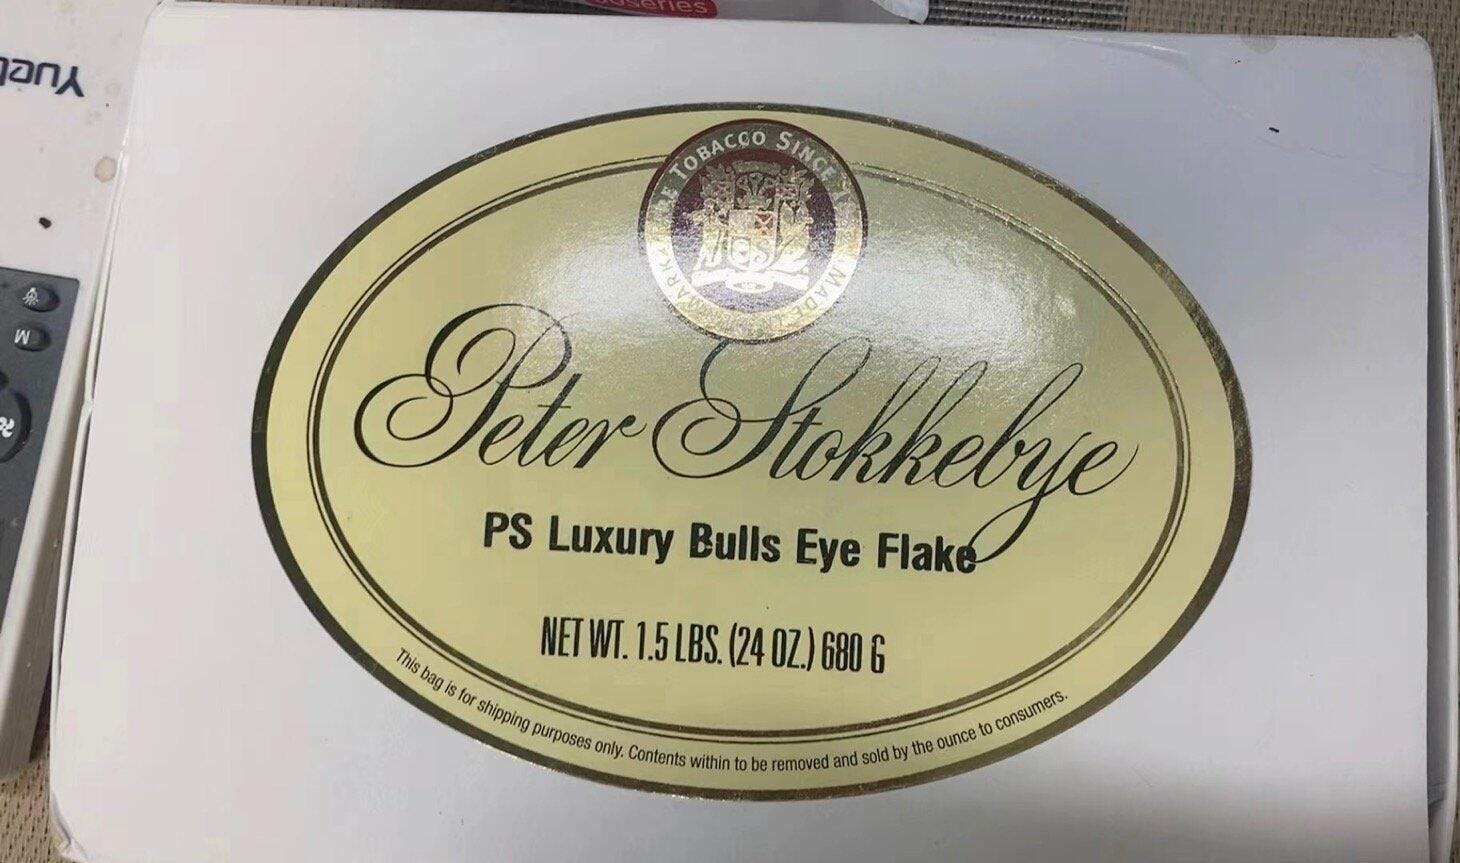 TOBACCO SINCE
MADE
Peter Stokkebye
PS Luxury Bulls Eye Flake
NET WT. 1.5 LBS. (24 OZ.) 680 G
This bag is for shipping purposes only. Contents within to be removed and sold by the ounce to consumers.
M